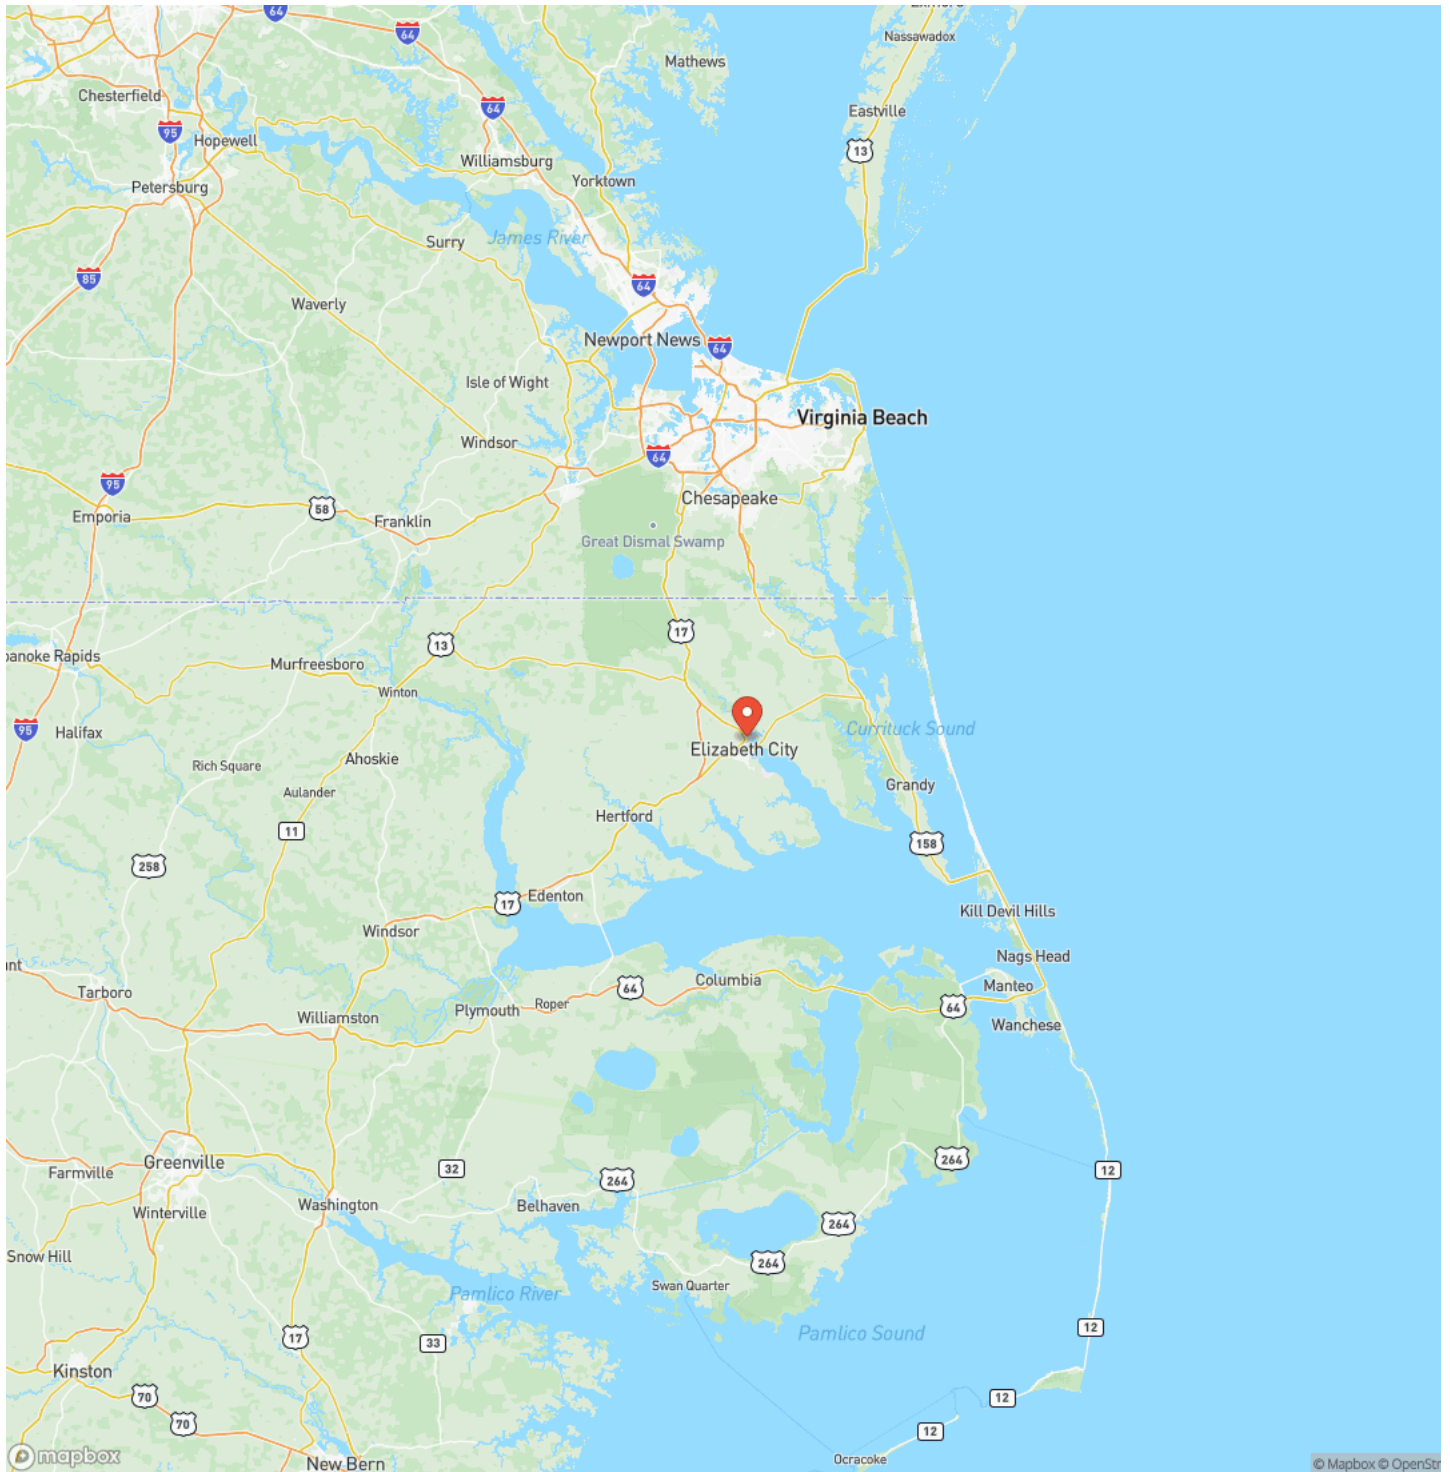 64
Exmore
64
Nassawadox
Mathews
Chesterfield
64
Eastville
95
Hopewell
13
Williamsburg
Petersburg
Yorktown
James River
Surry
85
64
Waverly
Newport News
64
Isle of Wight
Virginia Beach
Windsor
64
95
Chesapeake
58
Emporia
Franklin
Great Dismal Swamp
17
13
oanoke Rapids
Murfreesboro
Winton
95
Halifax
Currituck Sound
Elizabeth City
Rich Square
Ahoskie
Aulander
Grandy
Hertford
11
158
258
Edenton
17
Kill Devil Hills
Windsor
Nags Head
ant
Columbia
Manteo
64
Tarboro
Roper
64
Plymouth
Williamston
Wanchese
Greenville
264
32
12
Farmville
264
Washington
Belhaven
Winterville
264
Snow Hill
264
Swan Quarter
Pamlico River
Pamlico Sound
12
17
33
Kinston
70
12
70
12
mapbox
Ocracoke
New Bern
© Mapbox © OpenStr